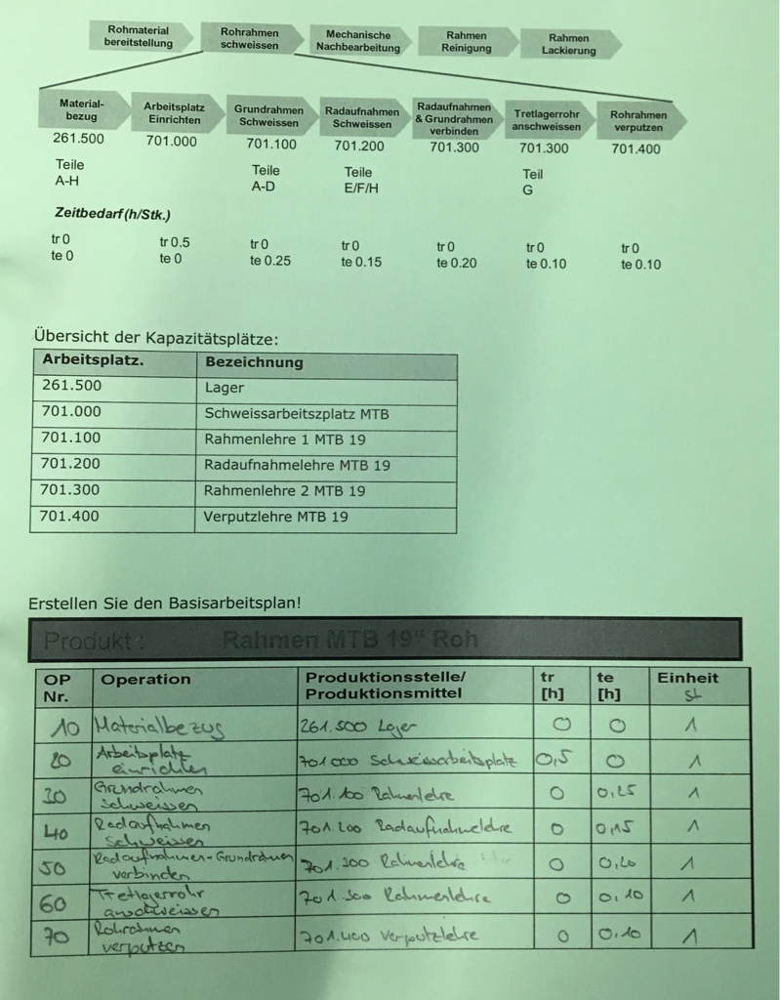 Rohmaterial bereitstellung
Rohrahmen schweissen
Mechanische Nachbearbeitung
Rahmen Reinigung
Rahmen Lackierung
Material- bezug
Arbeitsplatz Einrichten
Grundrahmen Schweissen
Radaufnahmen Schweissen
Radaufnahmen & Grundrahmen verbinden
Tretlagerrohr anschweissen
Rohrahmen verputzen
261.500 701.000 701.100 701.200 701.300 701.300 701.400
Teile Teile Teile Teil
A-H A-D E/F/H G
Zeitbedarf (h/Stk.)
tr 0 tr 0.5 tr 0 tr 0 tr 0 tr 0 tr 0
te 0 te 0 te 0.25 te 0.15 te 0.20 te 0.10 te 0.10
Übersicht der Kapazitätsplätze:
Arbeitsplatz. Bezeichnung
261.500 Lager
701.000 Schweissarbeitszplatz MTB
701.100 Rahmenlehre 1 MTB 19
701.200 Radaufnahmelehre MTB 19
701.300 Rahmenlehre 2 MTB 19
701.400 Verputzlehre MTB 19
Erstellen Sie den Basisarbeitsplan!
Produkt: Rahmen MTB 19" Roh
OP Operation Produktionsstelle/ tr te Einheit
Nr. Produktionsmittel [h] [h] St
10 Materialbezug 261.500 Lager 0 0 1
20 Arbeitsplatz einrichten 701000 Schweissarbeitsplatz 0,5 0 1
30 Grundrahmen schweissen 701.100 Rahmenlehre 0 0,25 1
40 Radaufnahmen schweissen 701.200 Radaufnahmelehre 0 0,15 1
50 Radaufnahmen + Grundrahmen verbinden 701.300 Rahmenlehre 0 0,20 1
60 Tretlagerrohr anschweissen 701.300 Rahmenlehre 0 0,10 1
70 Rohrahmen verputzen 701.400 Verputzlehre 0 0,10 1